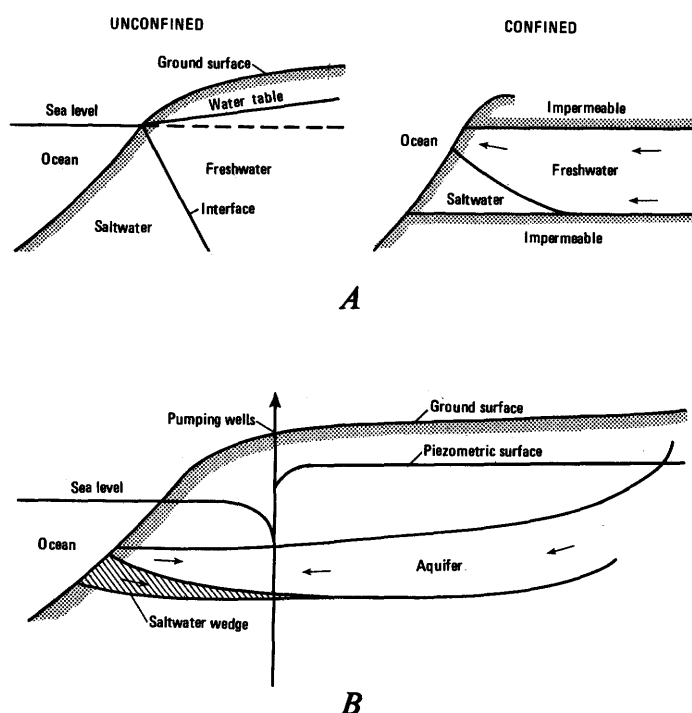 UNCONFINED
Ground surface
Water table
Sea level
Ocean
Freshwater
Interface
Saltwater
CONFINED
Impermeable
Ocean
Freshwater
Saltwater
Impermeable
A
Pumping wells
Ground surface
Piezometric surface
Sea level
Ocean
Aquifer
Saltwater wedge
B